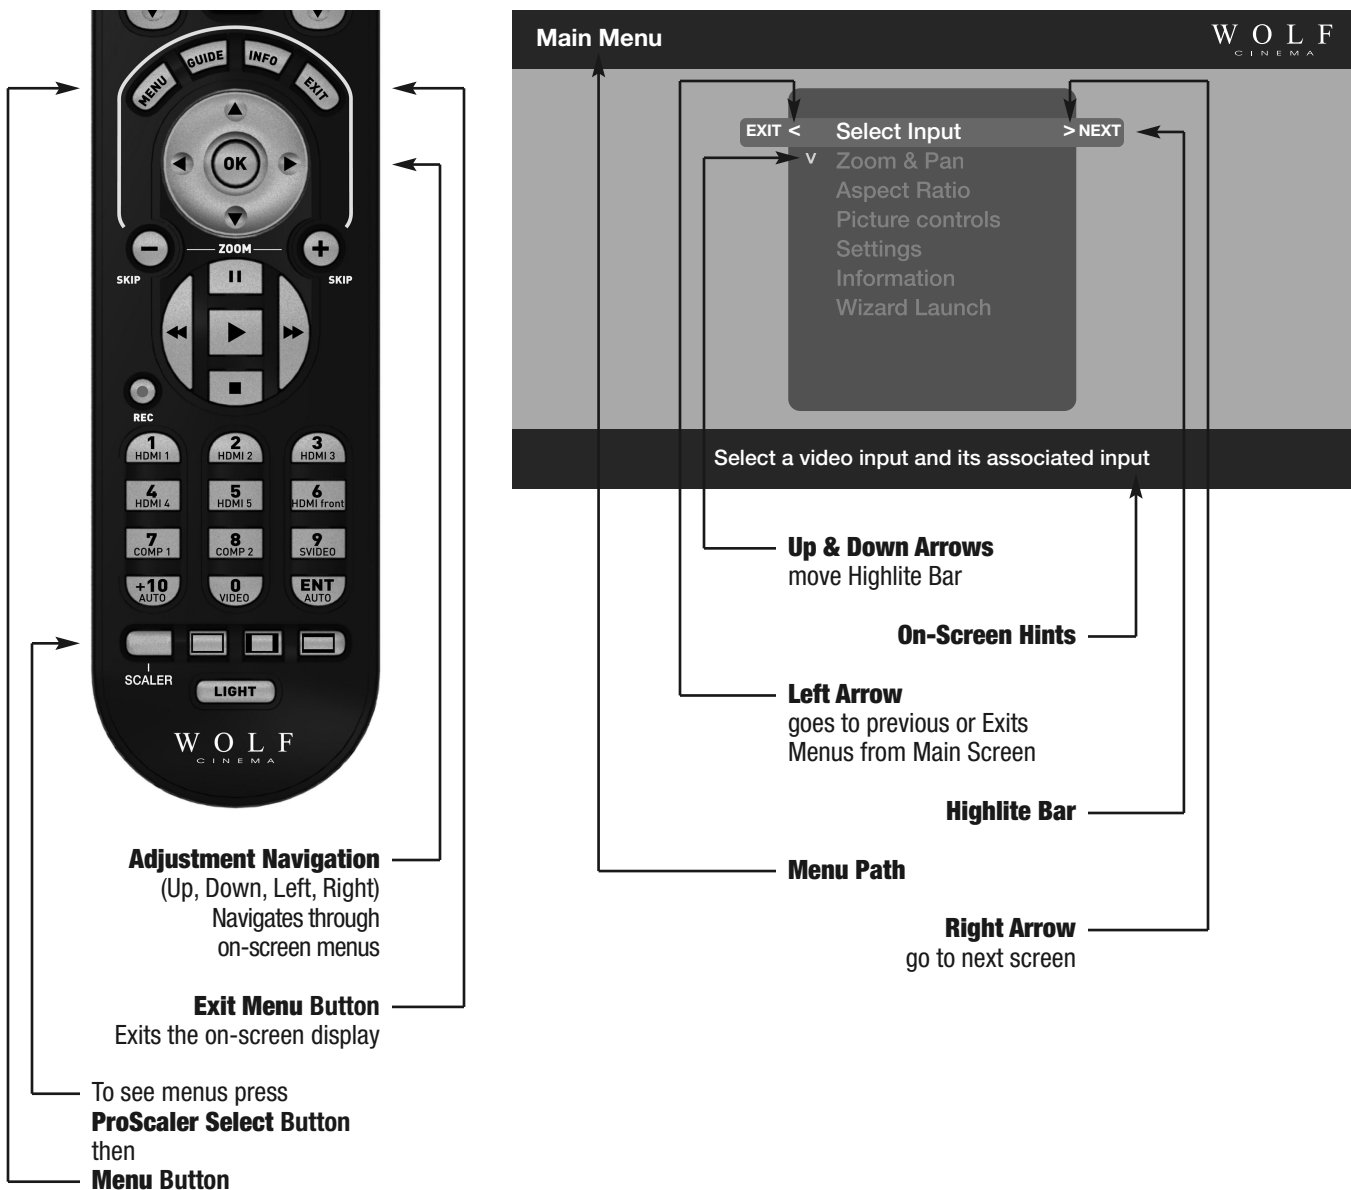 MENU
GUIDE
INFO
EXIT
OK
ZOOM
SKIP
SKIP
REC
1
HDMI 1
2
HDMI 2
3
HDMI 3
4
HDMI 4
5
HDMI 5
6
HDMI front
7
COMP 1
8
COMP 2
9
SVIDEO
+10
AUTO
0
VIDEO
ENT
AUTO
SCALER
LIGHT
WOLF
CINEMA
Adjustment Navigation
(Up, Down, Left, Right)
Navigates through
on-screen menus
Exit Menu Button
Exits the on-screen display
To see menus press
ProScaler Select Button
then
Menu Button
Main Menu
WOLF
CINEMA
EXIT < Select Input > NEXT
v Zoom & Pan
Aspect Ratio
Picture controls
Settings
Information
Wizard Launch
Select a video input and its associated input
Up & Down Arrows
move Highlite Bar
On-Screen Hints
Left Arrow
goes to previous or Exits
Menus from Main Screen
Highlite Bar
Menu Path
Right Arrow
go to next screen